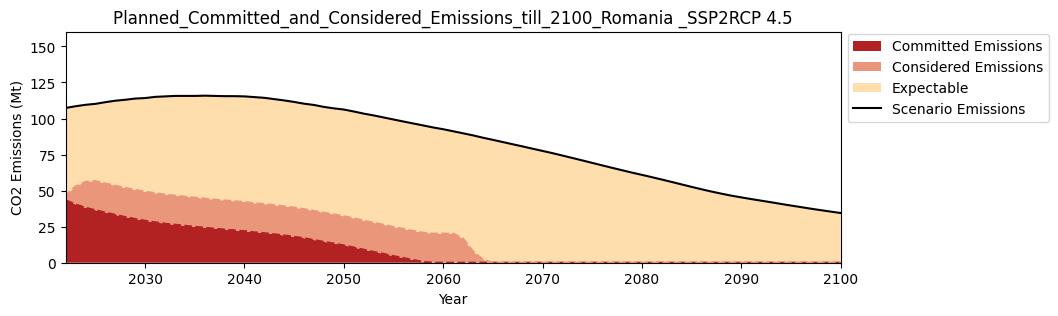 Planned_Committed_and_Considered_Emissions_till_2100_Romania _SSP2RCP 4.5
150
125
100
75
50
25
0
CO2 Emissions (Mt)
2030
2040
2050
2060
2070
2080
2090
2100
Year
Committed Emissions
Considered Emissions
Expectable
Scenario Emissions